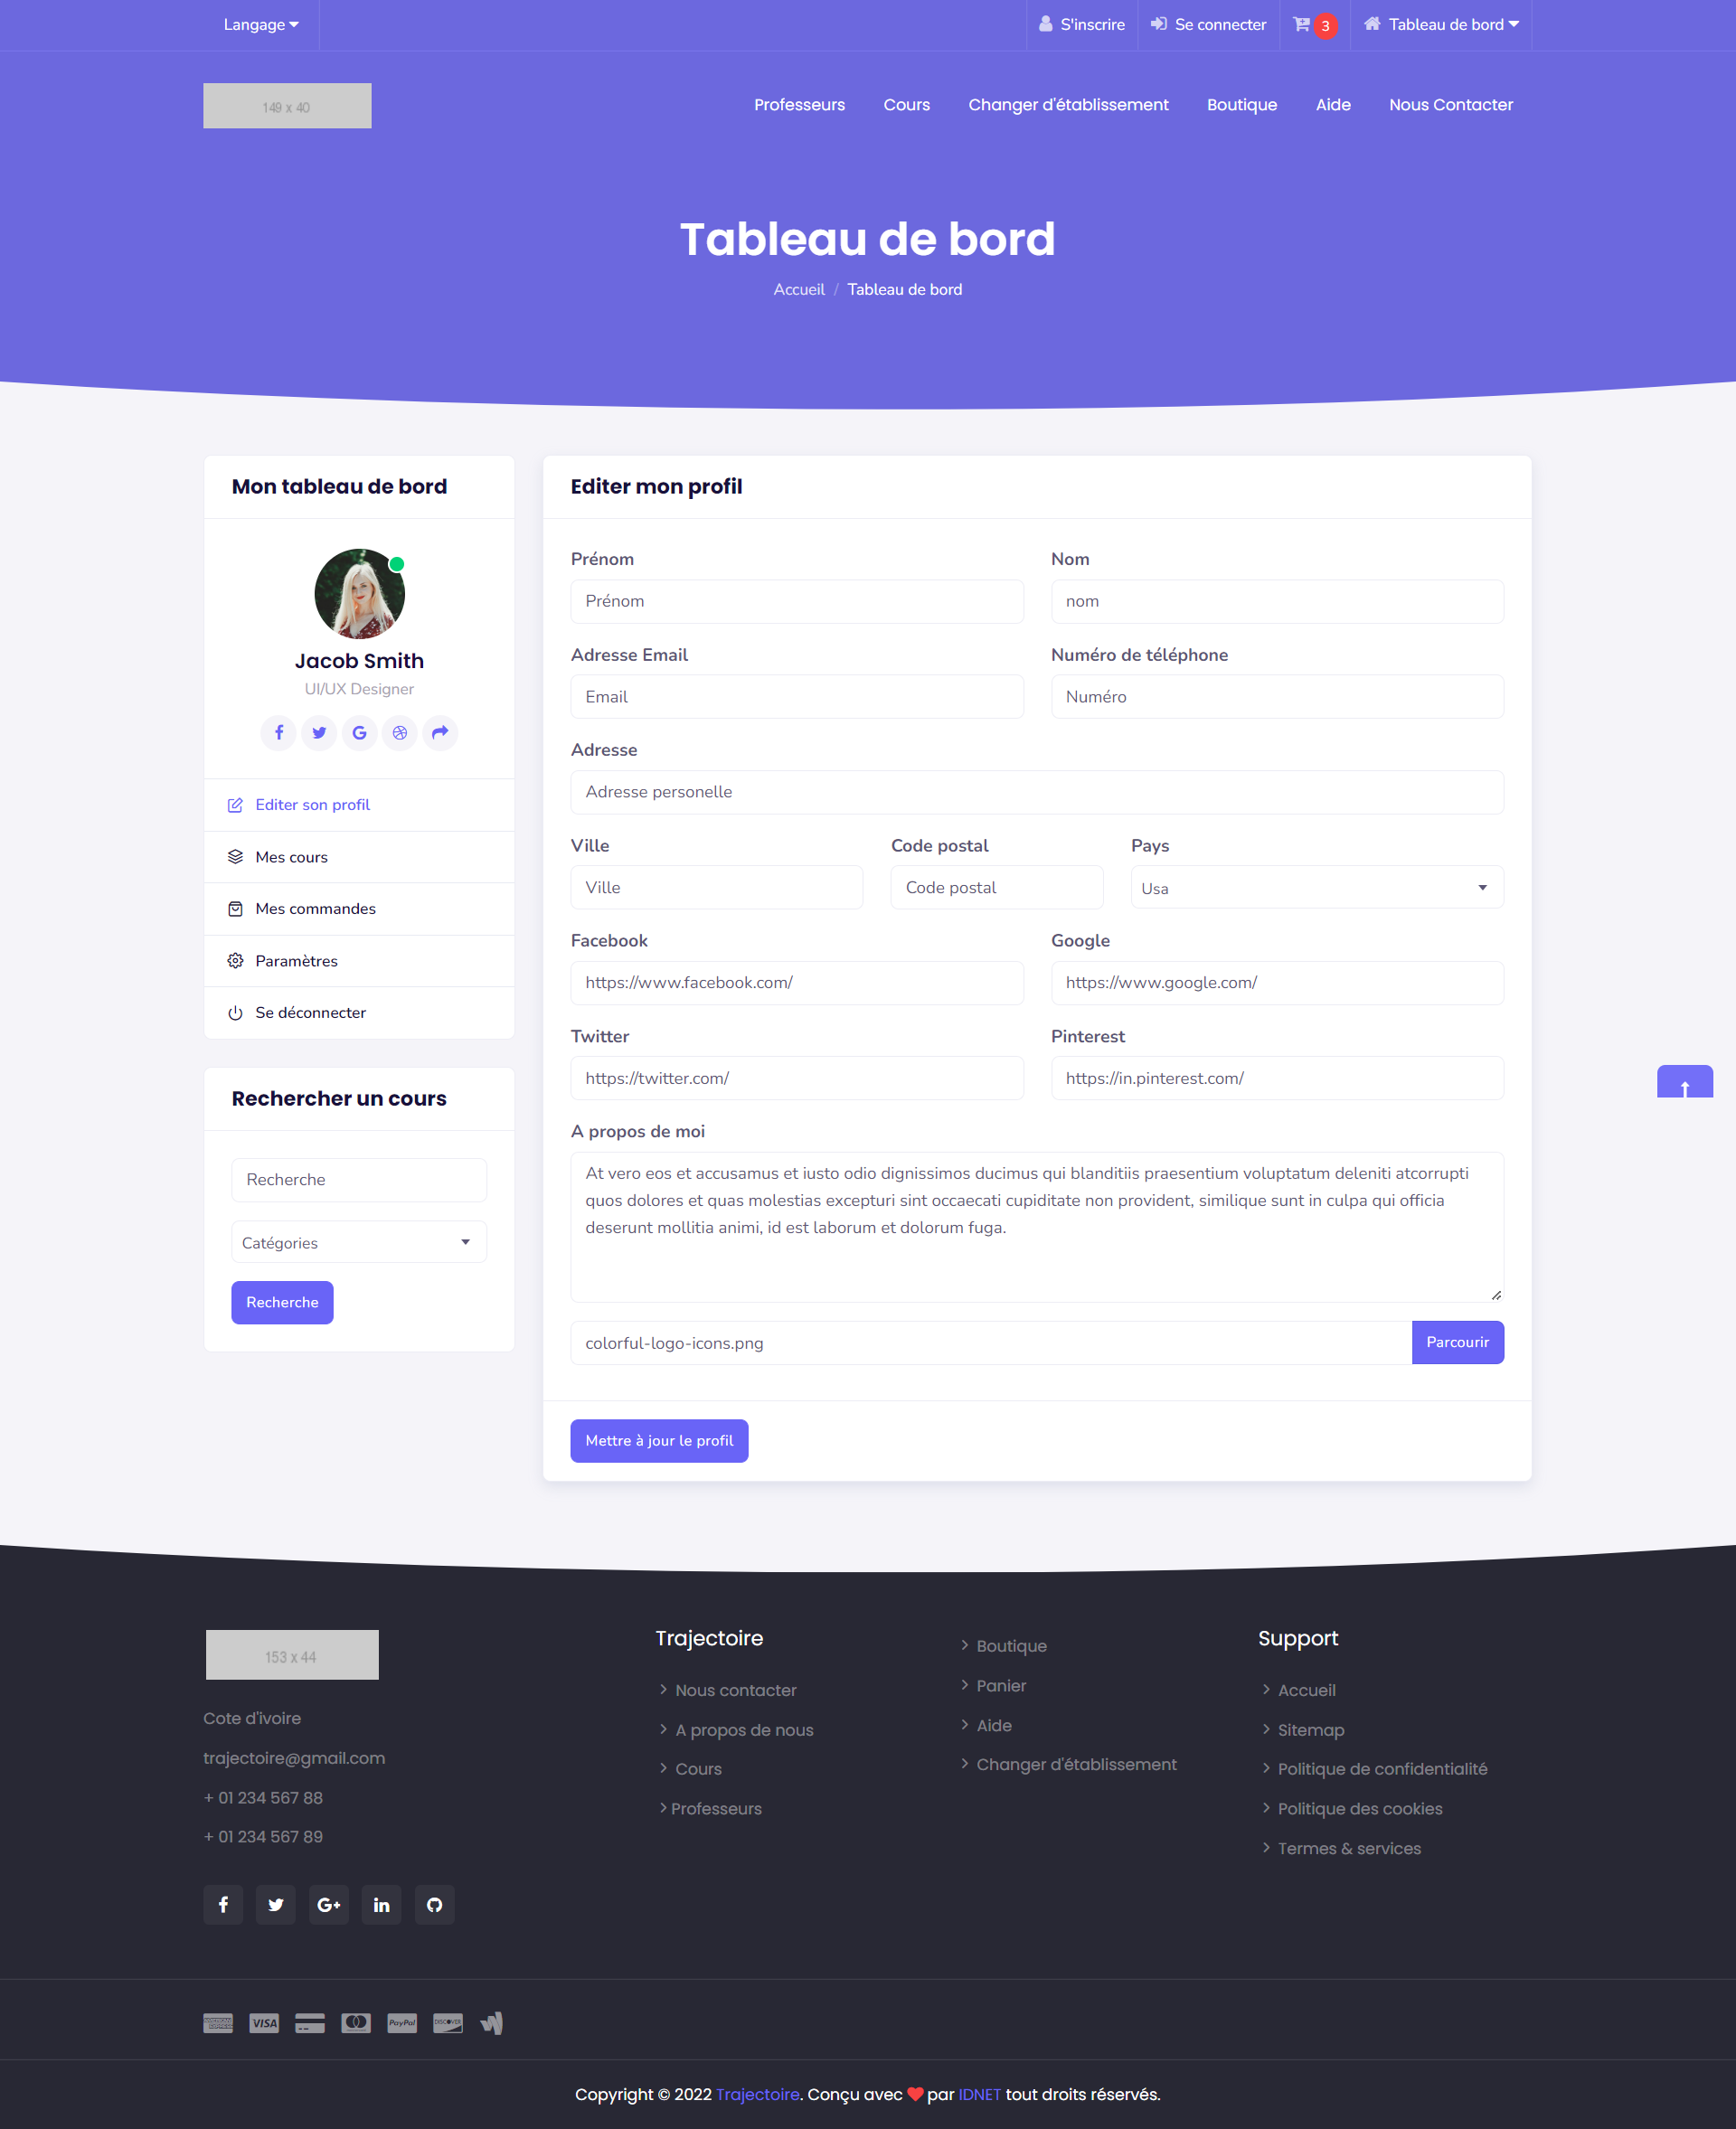 Langage
S'inscrire
Se connecter
3
Tableau de bord
149 x 40
Professeurs
Cours
Changer d'établissement
Boutique
Aide
Nous Contacter
Tableau de bord
Accueil / Tableau de bord
Mon tableau de bord
Jacob Smith
UI/UX Designer
Editer son profil
Mes cours
Mes commandes
Paramètres
Se déconnecter
Rechercher un cours
Recherche
Catégories
Recherche
Editer mon profil
Prénom
Prénom
Nom
nom
Adresse Email
Email
Numéro de téléphone
Numéro
Adresse
Adresse personelle
Ville
Ville
Code postal
Code postal
Pays
Usa
Facebook
https://www.facebook.com/
Google
https://www.google.com/
Twitter
https://twitter.com/
Pinterest
https://in.pinterest.com/
A propos de moi
At vero eos et accusamus et iusto odio dignissimos ducimus qui blanditiis praesentium voluptatum deleniti atcorrupti
quos dolores et quas molestias excepturi sint occaecati cupiditate non provident, similique sunt in culpa qui officia
deserunt mollitia animi, id est laborum et dolorum fuga.
colorful-logo-icons.png
Parcourir
Mettre à jour le profil
153 x 44
Cote d'ivoire
trajectoire@gmail.com
+ 01 234 567 88
+ 01 234 567 89
Trajectoire
Nous contacter
A propos de nous
Cours
Professeurs
Boutique
Panier
Aide
Changer d'établissement
Support
Accueil
Sitemap
Politique de confidentialité
Politique des cookies
Termes & services
VISA
PayPal
DISCOVER
Copyright © 2022 Trajectoire. Conçu avec ❤ par IDNET tout droits réservés.